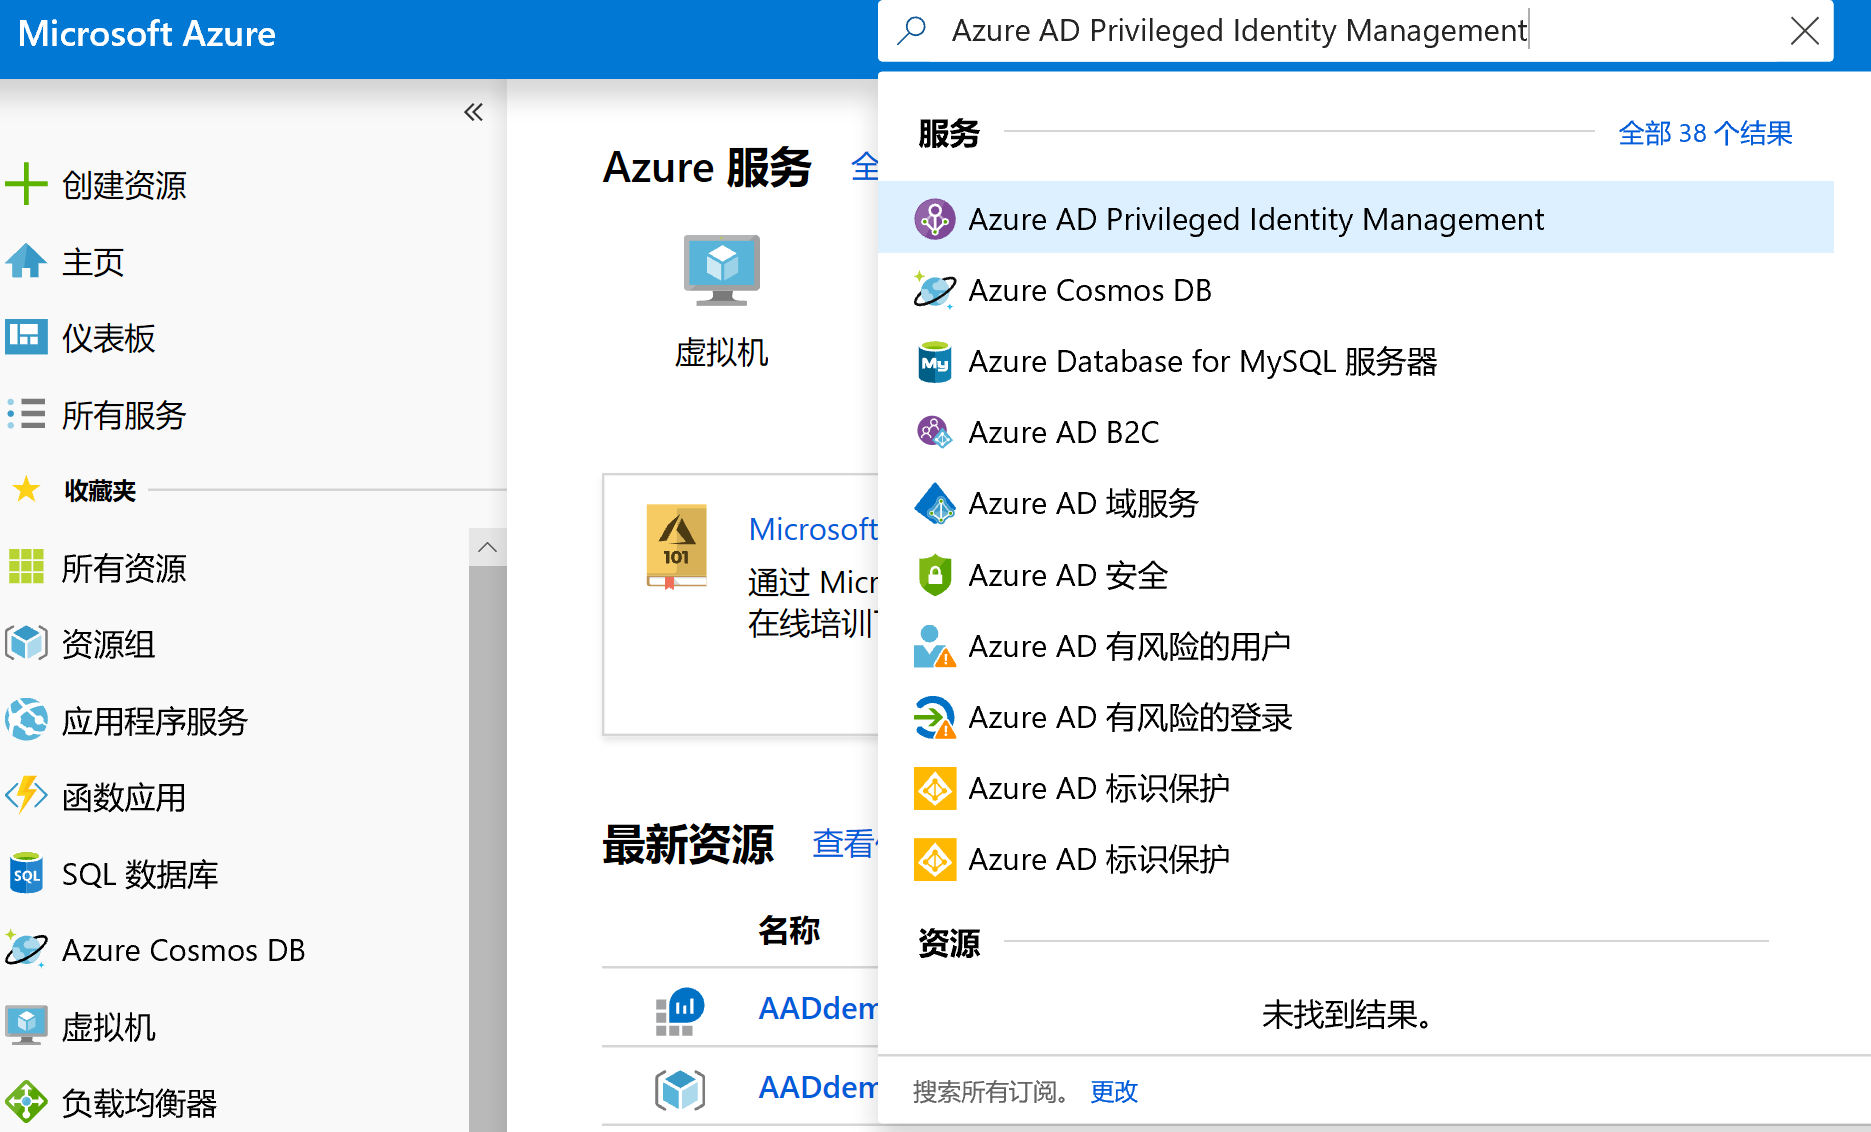 Microsoft Azure
Azure AD Privileged Identity Management
创建资源
主页
仪表板
所有服务
收藏夹
所有资源
资源组
应用程序服务
函数应用
SQL
SQL 数据库
Azure Cosmos DB
虚拟机
负载均衡器
Azure 服务
全
虚拟机
101
Microsoft
通过 Micr
在线培训
最新资源
查看
名称
AADdem
AADdem
服务
全部 38 个结果
Azure AD Privileged Identity Management
Azure Cosmos DB
My
Azure Database for MySQL 服务器
Azure AD B2C
Azure AD 域服务
Azure AD 安全
Azure AD 有风险的用户
Azure AD 有风险的登录
Azure AD 标识保护
Azure AD 标识保护
资源
未找到结果。
搜索所有订阅。 更改